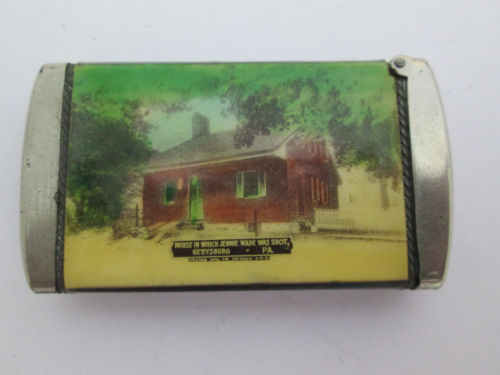 HOUSE IN WHICH JENNIE WADE WAS SHOT,
GETTYSBURG - PA.